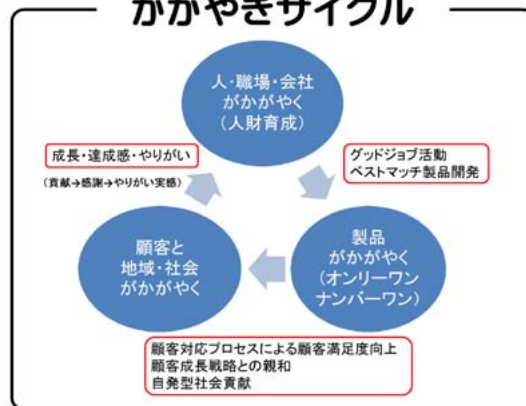 かがやきサイクル
人・職場・会社
がかがやく
(人財育成)
成長・達成感・やりがい
(貢献→感謝→やりがい実感)
グッドジョブ活動
ベストマッチ製品開発
顧客と
地域・社会
がかがやく
製品
がかがやく
(オンリーワン
ナンバーワン)
顧客対応プロセスによる顧客満足度向上
顧客成長戦略との親和
自発型社会貢献